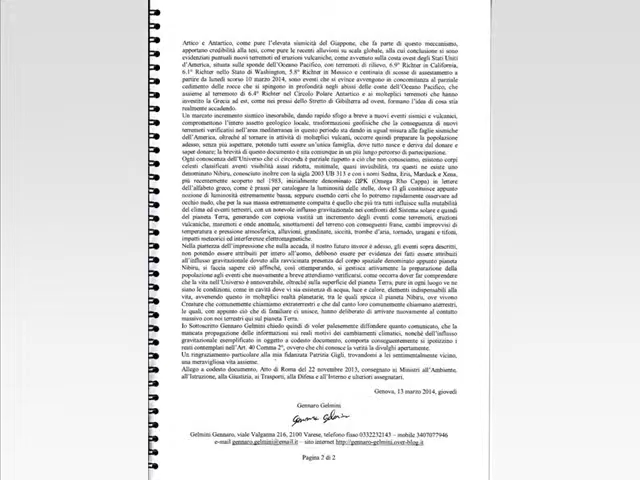 Artico e Antartico, come pure l'elevata sismicità del Giappone, che fa parte di questo meccanismo,
apportano credibilità alla tesi, come pure le recenti alluvioni su scala globale, alla cui conclusione si sono
evidenziati puntuali nuovi terremoti ed eruzioni vulcaniche, come avvenuto sulla costa ovest degli Stati Uniti
d'America, situata sulle sponde dell'Oceano Pacifico, con terremoti di rilievo, 6.9° Richter in California,
6.1° Richter nello Stato di Washington, 5.8° Richter in Messico e centinaia di scosse di assestamento a
partire da lunedì scorso 10 marzo 2014, sono eventi che si evince avvengono in concomitanza al parziale
cedimento delle rocce che si spingono in profondità negli abissi delle coste dell'Oceano Pacifico, che
assieme al terremoto di 6.4° Richter nel Circolo Polare Antartico e ai molteplici terremoti che hanno
investito la Grecia ad est, come nei pressi dello Stretto di Gibilterra ad ovest, formano l'idea di cosa stia
realmente accadendo.
Un marcato incremento sismico inesorabile, dando rapido sfogo a breve a nuovi eventi sismici e vulcanici,
compromettono l'intero assetto geologico locale, trasformazioni geofisiche che la conseguenza di nuovi
terremoti verificatisi nell'area mediterranea in questo periodo sta dando in egual misura alle faglie sismiche
dell'America, oltreché al tornare in attività di molteplici vulcani, occorre quindi preparare la popolazione
adesso, senza più aspettare, potendo tutti essere un'unica famiglia, dove tutto nasce e deriva dal donare e
saper donare; la brevità di questo documento è sita comunque in un più lungo percorso di partecipazione.
Ogni conoscenza dell'Universo che ci circonda è parziale rispetto a ciò che non conosciamo, esistono corpi
celesti classificati aventi visibilità assai ridotta, minimale, quasi invisibili, tra questi ne esiste uno
denominato Nibiru, conosciuto inoltre con la sigla 2003 UB 313 e con i nomi Sedna, Eris, Marduck e Xena,
più recentemente scoperto nel 1983, inizialmente denominato ΩPK (Omega Rho Cappa) in lettere
dell'alfabeto greco, come è prassi per catalogare la luminosità delle stelle, dove Ω gli costituisce appunto
nozione di luminosità estremamente bassa, seppure esendo certi che lo potremo rapidamente osservare ad
occhio nudo, che per la sua massa estremamente compatta è quello che più tra tutti influisce sulla mutabilità
del clima ed eventi terrestri, con un notevole influsso gravitazionale nei confronti del Sistema solare e quindi
del pianeta Terra, generando con copiosa vastità un incremento degli eventi come terremoti, eruzioni
vulcaniche, maremoti e onde anomale, smottamenti del terreno con conseguenti frane, cambi improvvisi di
temperatura e pressione atmosferica, alluvioni, grandinate, siccità, trombe d'aria, tornado, uragani e tifoni,
impatti meteorici ed interferenze elettromagnetiche.
Nella pienezza dell'impressione che nulla accada, il nostro futuro invece è adesso, gli eventi sopra descritti,
non potendo essere attribuiti per intero all'uomo, debbono essere per evidenza dei fatti essere attribuiti
all'influsso gravitazionale dovuto alla ravvicinata presenza del corpo spaziale denominato appunto pianeta
Nibiru, si faccia sapere ciò affinché, così ottemperando, si gestisca attivamente la preparazione della
popolazione agli eventi che nuovamente a breve attendiamo verificarsi, come occorra dover far comprendere
che la vita nell'Universo è innumerevole, oltreché sulla superficie del pianeta Terra, pure in ogni luogo ve ne
siano le condizioni, come in cavità dove vi sia esistenza di acqua, luce e calore, elementi indispensabili alla
vita, avvenendo questo in molteplici realtà planetarie, tra le quali spicca il pianeta Nibiru, ove vivono
Creature che comunemente chiamiamo extraterrestri e che dal canto loro comunemente chiamano aterrestri,
le quali, con appunto ciò che di familiare ci unisce, hanno deliberato di arrivare nuovamente al contatto
massivo con noi terrestri qui sul pianeta Terra.
Io Sottoscritto Gennaro Gelmini chiedo quindi di voler palesemente diffondere quanto comunicato, che la
mancata propagazione delle informazioni sui reali motivi dei cambiamenti climatici, nonché dell'influsso
gravitazionale esemplificato in oggetto a codesto documento, comporta conseguentemente si ipotizzino i
reati contemplati nell'Art. 40 Comma 2°, ovvero che chi conosce la verità la divulghi apertamente.
Un ringraziamento particolare alla mia fidanzata Patrizia Gigli, trovandomi a lei sentimentalmente vicino,
una meravigliosa vita assieme.
Allego a codesto documento, Atto di Roma del 22 novembre 2013, consegnato ai Ministri all'Ambiente,
all'Istruzione, alla Giustizia, ai Trasporti, alla Difesa e all'Interno e ulteriori assegnatari.
Genova, 13 marzo 2014, giovedì
Gennaro Gelmini
Gennaro Gelmini
Gelmini Gennaro, viale Valganna 216, 2100 Varese, telefono fisso 0332232143 – mobile 3407077946
e-mail gennaro.gelmini@email.it – sito internet http://gennaro-gelmini.over-blog.it
Pagina 2 di 2